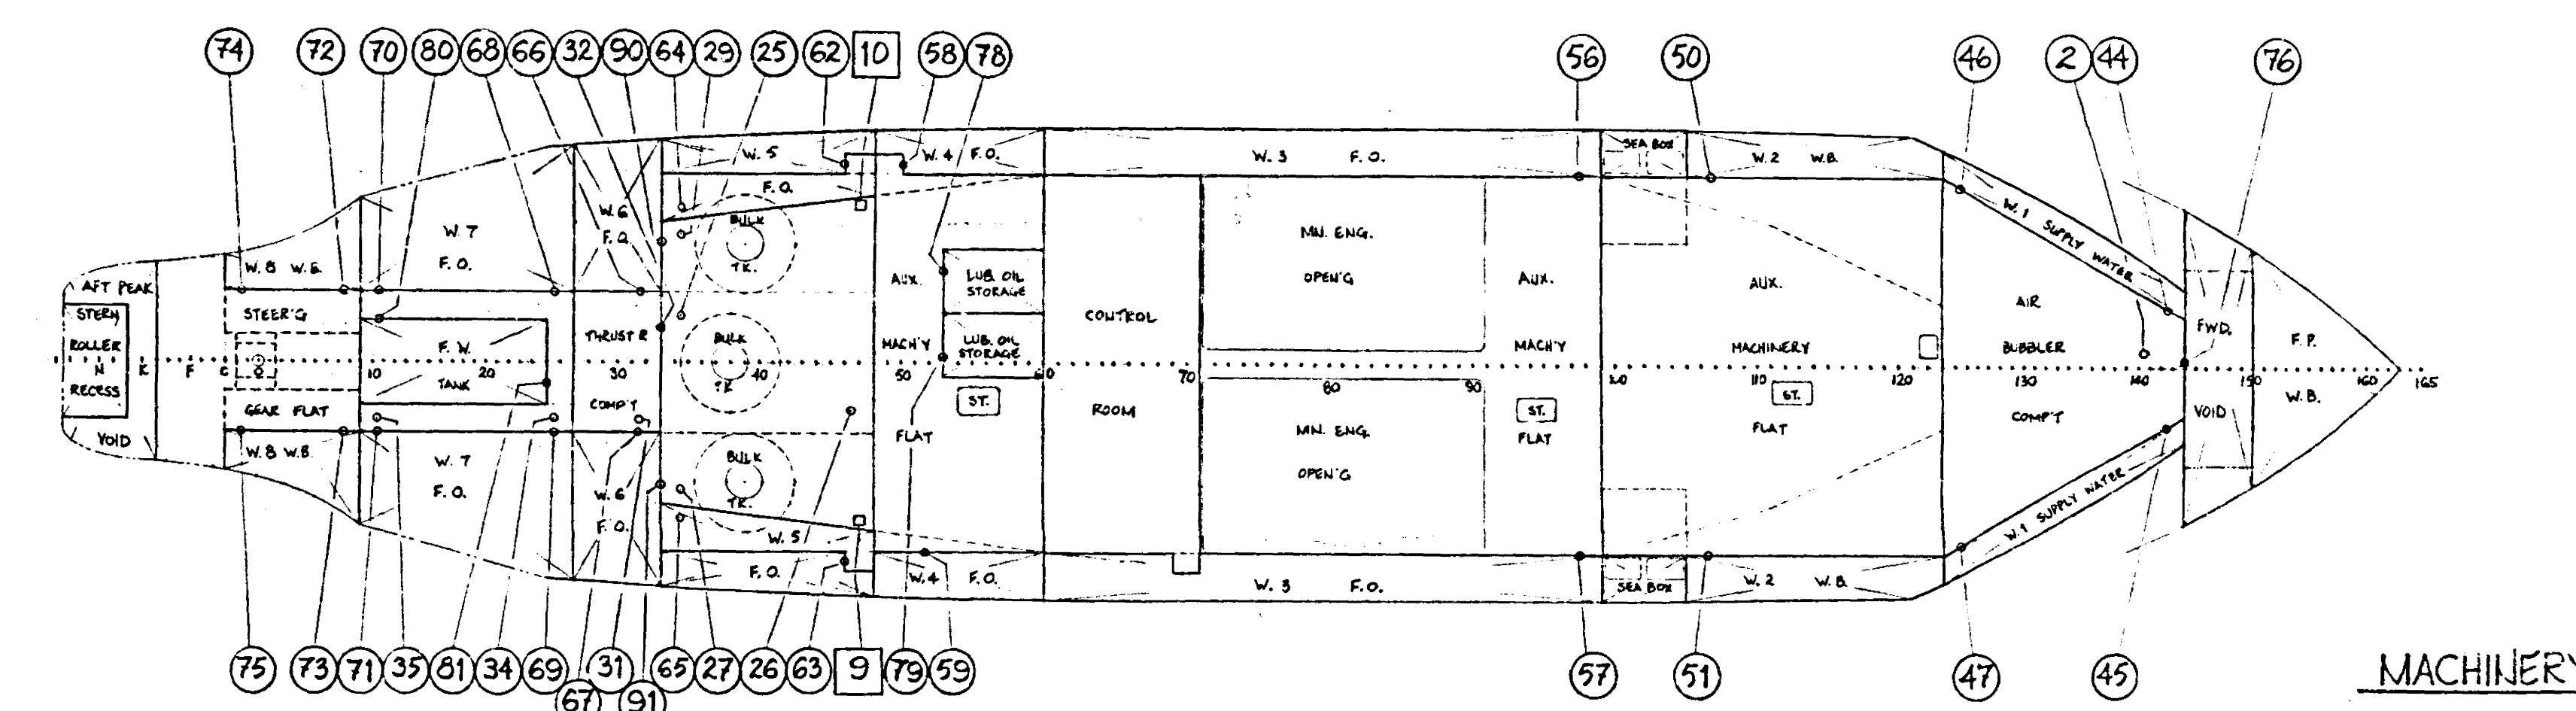 74 72 70 80 68 66 32 90 64 29 25 62 10 58 78 56 50 46 2 44 76
W. 5
W. 4 F.O.
W. 3 F.O.
SEA BOX
W. 2 W.B.
F.O.
W. 7
F.O.
W. 6
F.O.
BULK
TK.
W. 8 W.B.
AFT PEAK
STERN
ROLLER
N
RECESS
VOID
K F C 0 10 20 30 40 50 60 70 80 90 100 110 120 130 140 150 160 165
STEER'G
GEAR FLAT
W. 8 W.B.
F. W.
TANK
THRUST R
COMP'T
BULK
TK
BULK
TK.
W. 7
F. O.
W. 6
F. O.
W. 5
F. O.
AUX.
MACH'Y
FLAT
LUB. OIL
STORAGE
LUB. OIL
STORAGE
ST.
W. 4 F. O.
CONTROL
ROOM
MN. ENG.
OPEN'G
MN. ENG.
OPEN'G
W. 3 F. O.
AUX.
MACH'Y
ST.
FLAT
SEA BOX
AUX.
MACHINERY
ST.
FLAT
W. 2 W.B.
W. 1 SUPPLY WATER
AIR
BUBBLER
COMP'T
W. 1 SUPPLY WATER
FWD.
VOID
F. P.
W. B.
75 73 71 35 81 34 69 67 31 91 65 27 26 63 9 79 59 57 51 47 45
MACHINERY